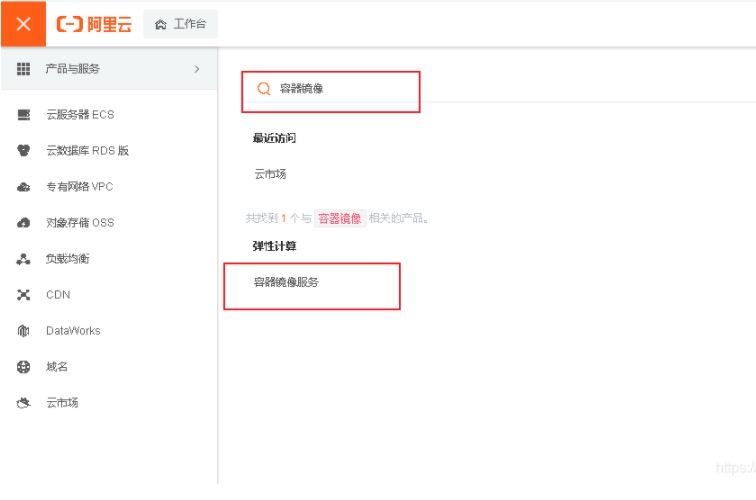 阿里云 工作台
产品与服务
云服务器 ECS
云数据库 RDS 版
专有网络 VPC
对象存储 OSS
负载均衡
CDN
DataWorks
域名
云市场
容器镜像
最近访问
云市场
共找到 1 个与 容器镜像 相关的产品。
弹性计算
容器镜像服务
https://